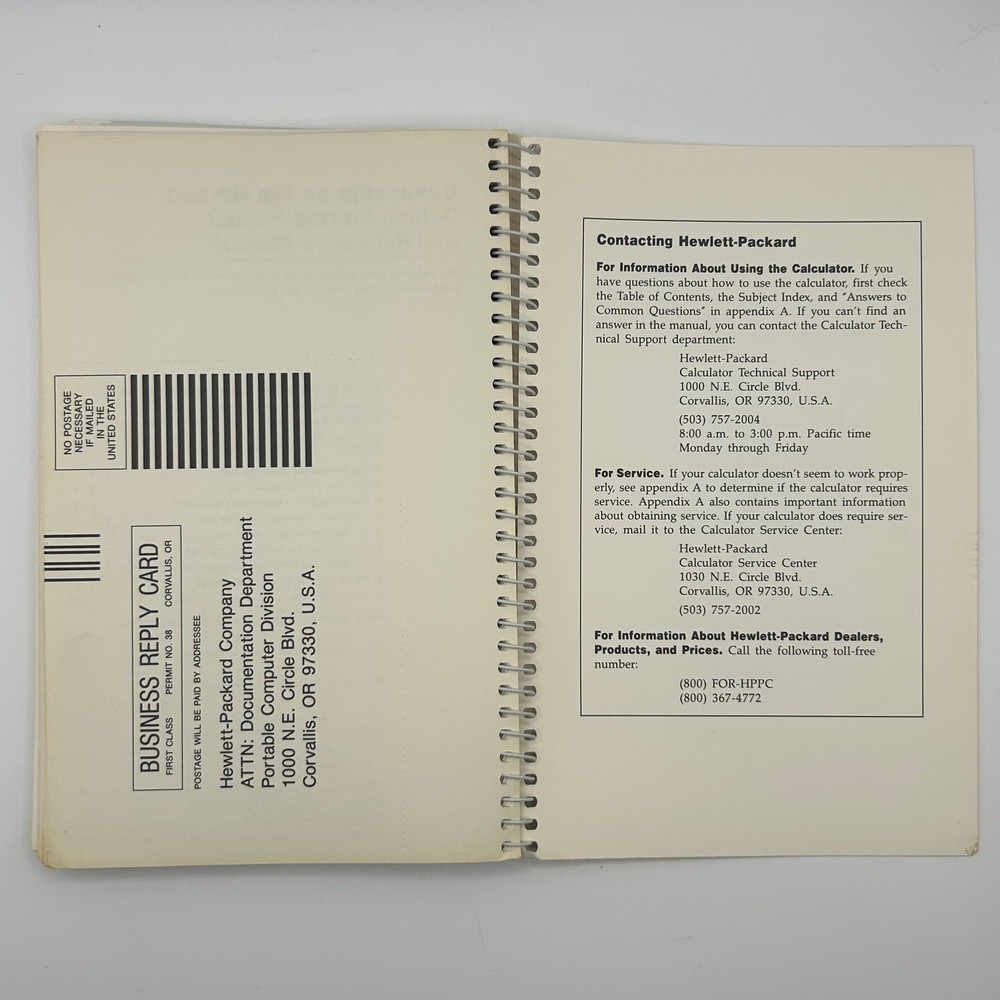 NO POSTAGE
NECESSARY
IF MAILED
IN THE
UNITED STATES
BUSINESS REPLY CARD
FIRST CLASS PERMIT NO. 38 CORVALLIS, OR
POSTAGE WILL BE PAID BY ADDRESSEE
Hewlett-Packard Company
ATTN: Documentation Department
Portable Computer Division
1000 N.E. Circle Blvd.
Corvallis, OR 97330, U.S.A.
Contacting Hewlett-Packard
For Information About Using the Calculator. If you
have questions about how to use the calculator, first check
the Table of Contents, the Subject Index, and "Answers to
Common Questions" in appendix A. If you can't find an
answer in the manual, you can contact the Calculator Tech-
nical Support department:
Hewlett-Packard
Calculator Technical Support
1000 N.E. Circle Blvd.
Corvallis, OR 97330, U.S.A.
(503) 757-2004
8:00 a.m. to 3:00 p.m. Pacific time
Monday through Friday
For Service. If your calculator doesn't seem to work prop-
erly, see appendix A to determine if the calculator requires
service. Appendix A also contains important information
about obtaining service. If your calculator does require ser-
vice, mail it to the Calculator Service Center:
Hewlett-Packard
Calculator Service Center
1030 N.E. Circle Blvd.
Corvallis, OR 97330, U.S.A.
(503) 757-2002
For Information About Hewlett-Packard Dealers,
Products, and Prices. Call the following toll-free
number:
(800) FOR-HPPC
(800) 367-4772